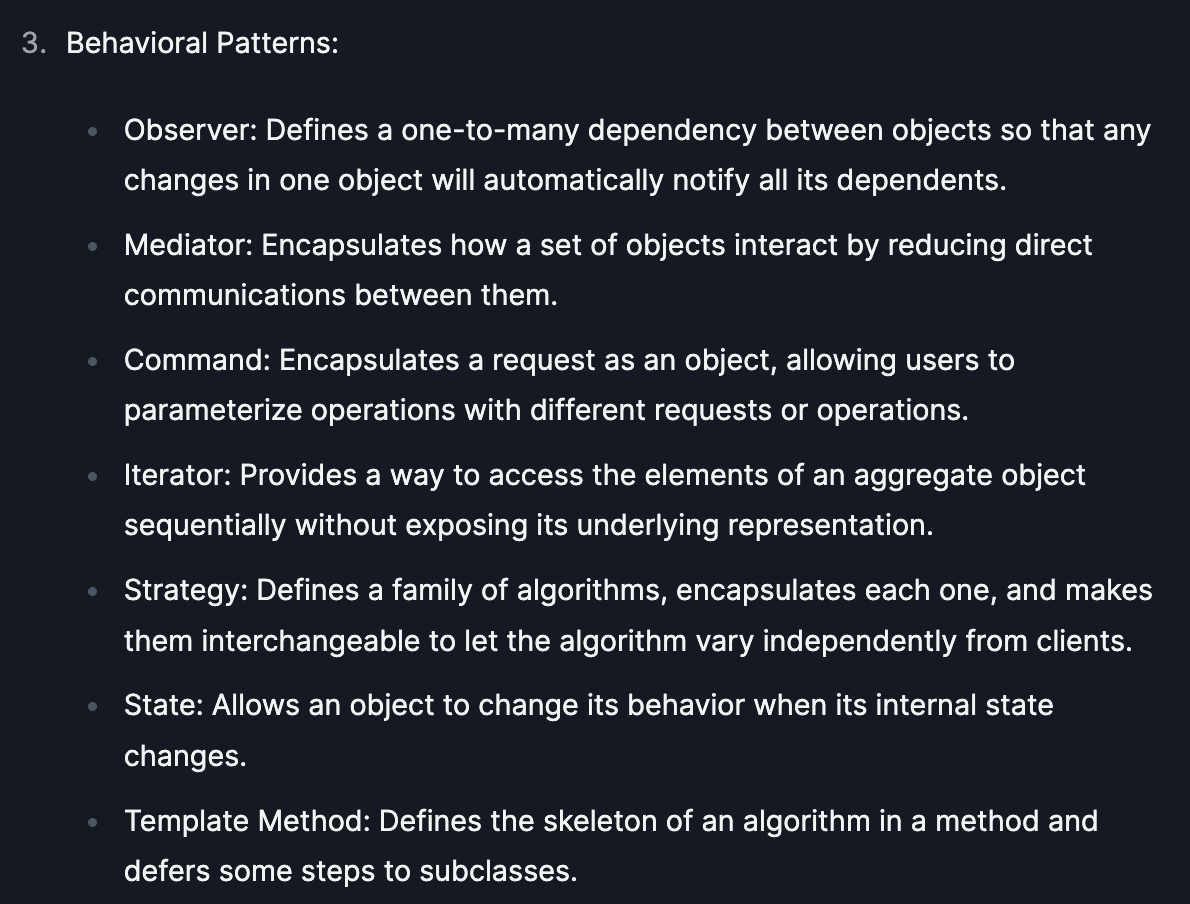 3. Behavioral Patterns:
• Observer: Defines a one-to-many dependency between objects so that any
changes in one object will automatically notify all its dependents.
• Mediator: Encapsulates how a set of objects interact by reducing direct
communications between them.
• Command: Encapsulates a request as an object, allowing users to
parameterize operations with different requests or operations.
• Iterator: Provides a way to access the elements of an aggregate object
sequentially without exposing its underlying representation.
• Strategy: Defines a family of algorithms, encapsulates each one, and makes
them interchangeable to let the algorithm vary independently from clients.
• State: Allows an object to change its behavior when its internal state
changes.
• Template Method: Defines the skeleton of an algorithm in a method and
defers some steps to subclasses.